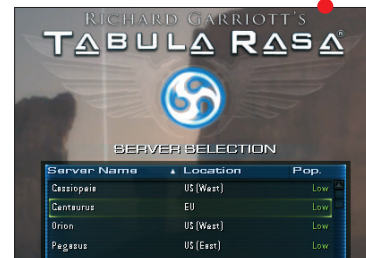 RICHARD GARRIOTT'S
TABULA RASA®
SERVER SELECTION
Server Name ▲ Location Pop.
Cassiopeia US (West) Low
Centaurus EU Low
Orion US (West) Low
Pegasus US (East) Low